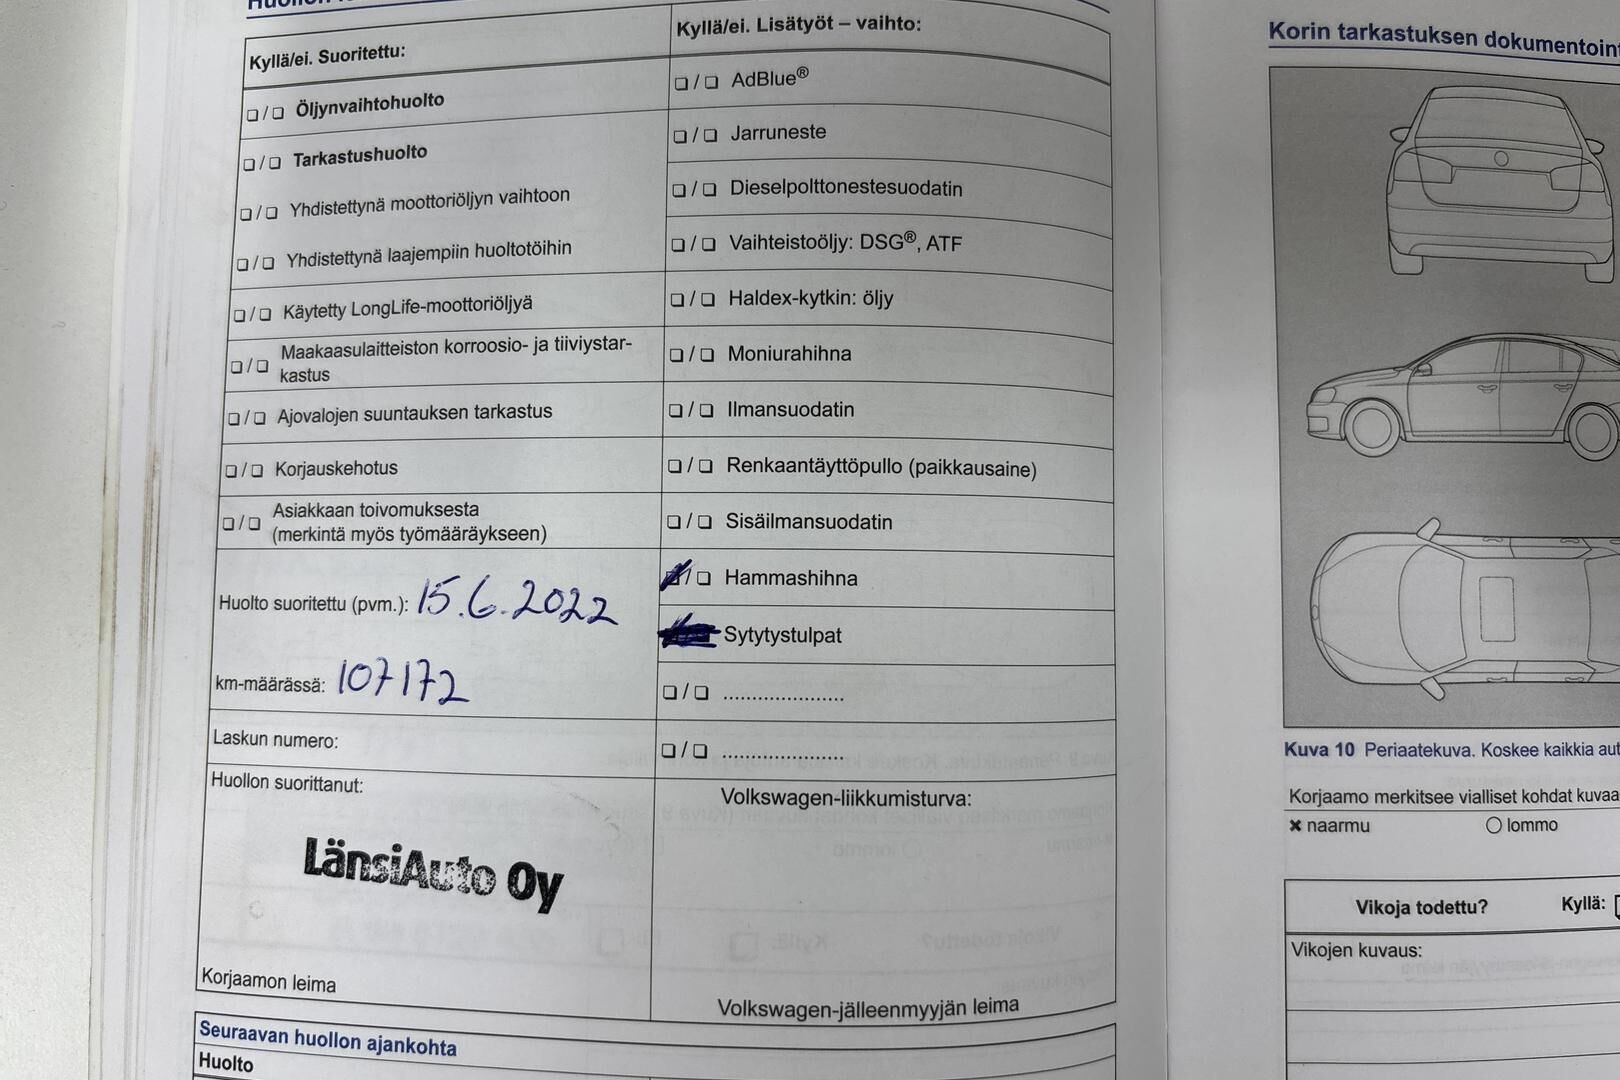 Kyllä/ei. Suoritettu:
❏/❏ Öljynvaihtohuolto
❏/❏ Tarkastushuolto
❏/❏ Yhdistettynä moottoriöljyn vaihtoon
❏/❏ Yhdistettynä laajempiin huoltotöihin
❏/❏ Käytetty LongLife-moottoriöljyä
❏/❏ Maakaasulaitteiston korroosio- ja tiiviystar-
kastus
❏/❏ Ajovalojen suuntauksen tarkastus
❏/❏ Korjauskehotus
❏/❏ Asiakkaan toivomuksesta
(merkintä myös työmääräykseen)
Huolto suoritettu (pvm.): 15.6.2022
km-määrässä: 107172
Laskun numero:
Huollon suorittanut:
LänsiAuto Oy
Korjaamon leima
Seuraavan huollon ajankohta
Huolto
Kyllä/ei. Lisätyöt – vaihto:
❏/❏ AdBlue®
❏/❏ Jarruneste
❏/❏ Dieselpolttonestesuodatin
❏/❏ Vaihteistoöljy: DSG®, ATF
❏/❏ Haldex-kytkin: öljy
❏/❏ Moniurahihna
❏/❏ Ilmansuodatin
❏/❏ Renkaantäyttöpullo (paikkausaine)
❏/❏ Sisäilmansuodatin
/❏ Hammashihna
Sytytystulpat
❏/❏ .....................
❏/❏ .....................
Volkswagen-liikkumisturva:
Volkswagen-jälleenmyyjän leima
Korin tarkastuksen
Kuva 10 Periaatekuva. Koskee kaikkia
Korjaamo merkitsee vialliset kohdat
✖ naarmu
○ lommo
Vikoja todettu? Kyllä:
Vikojen kuvaus: